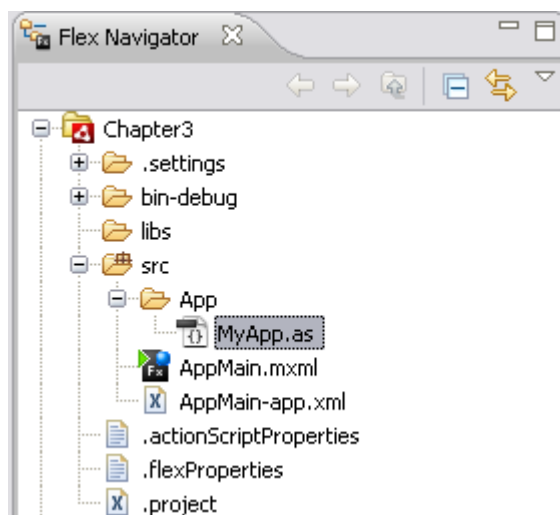 Flex Navigator
Chapter3
.settings
bin-debug
libs
src
App
MyApp.as
AppMain.mxml
AppMain-app.xml
.actionScriptProperties
.flexProperties
.project